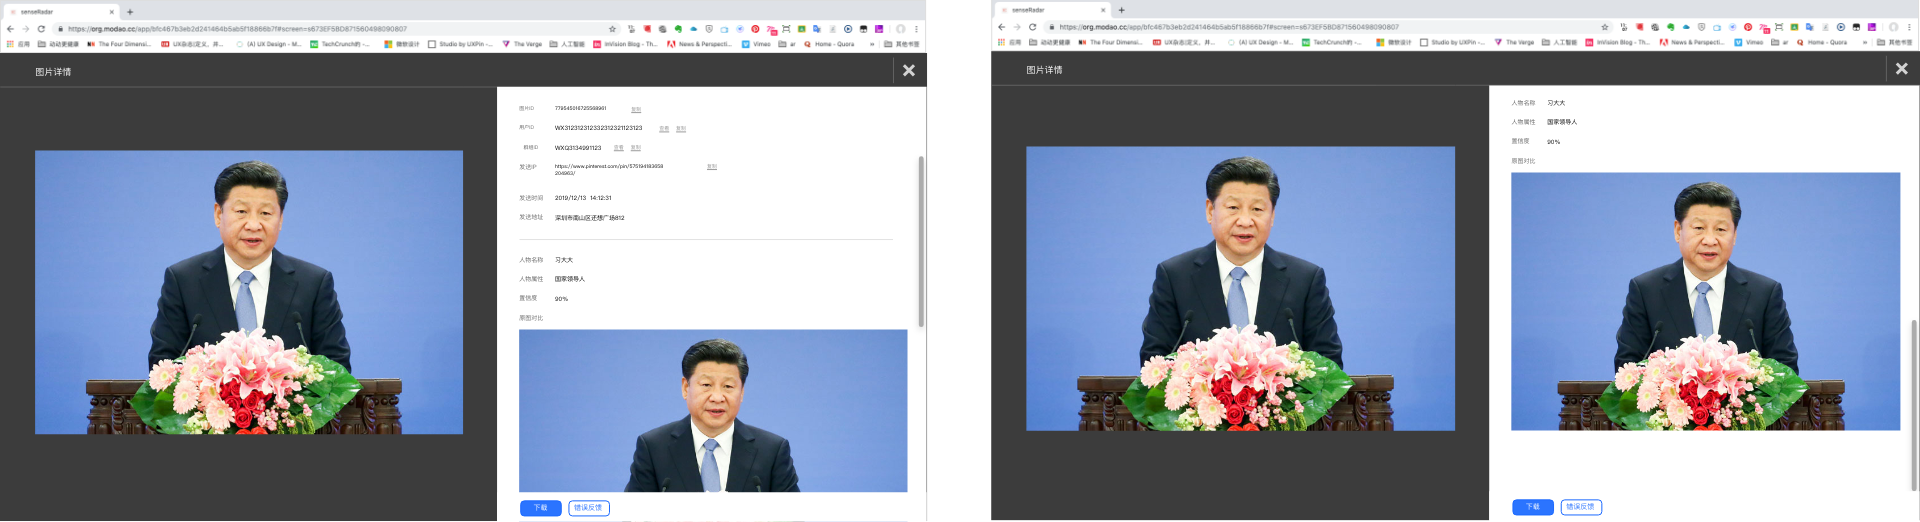 senseRadar
https://org.modao.cc/app/bfc467b3eb2d241464b5ab5f18866b7f#screen=s673EF5BD8715604980908​07
应用
动动更健康
The Four Dimensi...
UX杂志|定义、并...
(A) UX Design - M...
TechCrunch的 -...
微软设计
Studio by UXPin -...
The Verge
人工智能
InVision Blog - Th...
News & Perspecti...
Vimeo
ar
Home - Quora
其他书签
图片详情
图片ID 复制
用户ID WX31231231233231232​1123123 查看 复制
群组ID WXQ3134991123 查看 复制
发送IP https://www.pinterest.com/pin/575194183658 复制
204963/
发送时间 2019/12/13 14:12:31
发送地址 深圳市南山区还想广场812
人物名称 习大大
人物属性 国家领导人
置信度 90%
原图对比
下载 错误反馈
senseRadar
https://org.modao.cc/app/bfc467b3eb2d241464b5ab5f18866b7f#screen=s673EF5BD871560498090807
应用
动动更健康
The Four Dimensi...
UX杂志|定义、并...
(A) UX Design - M...
TechCrunch的 -...
微软设计
Studio by UXPin -...
The Verge
人工智能
InVision Blog - Th...
News & Perspecti...
Vimeo
ar
Home - Quora
其他书签
图片详情
人物名称 习大大
人物属性 国家领导人
置信度 90%
原图对比
下载 错误反馈